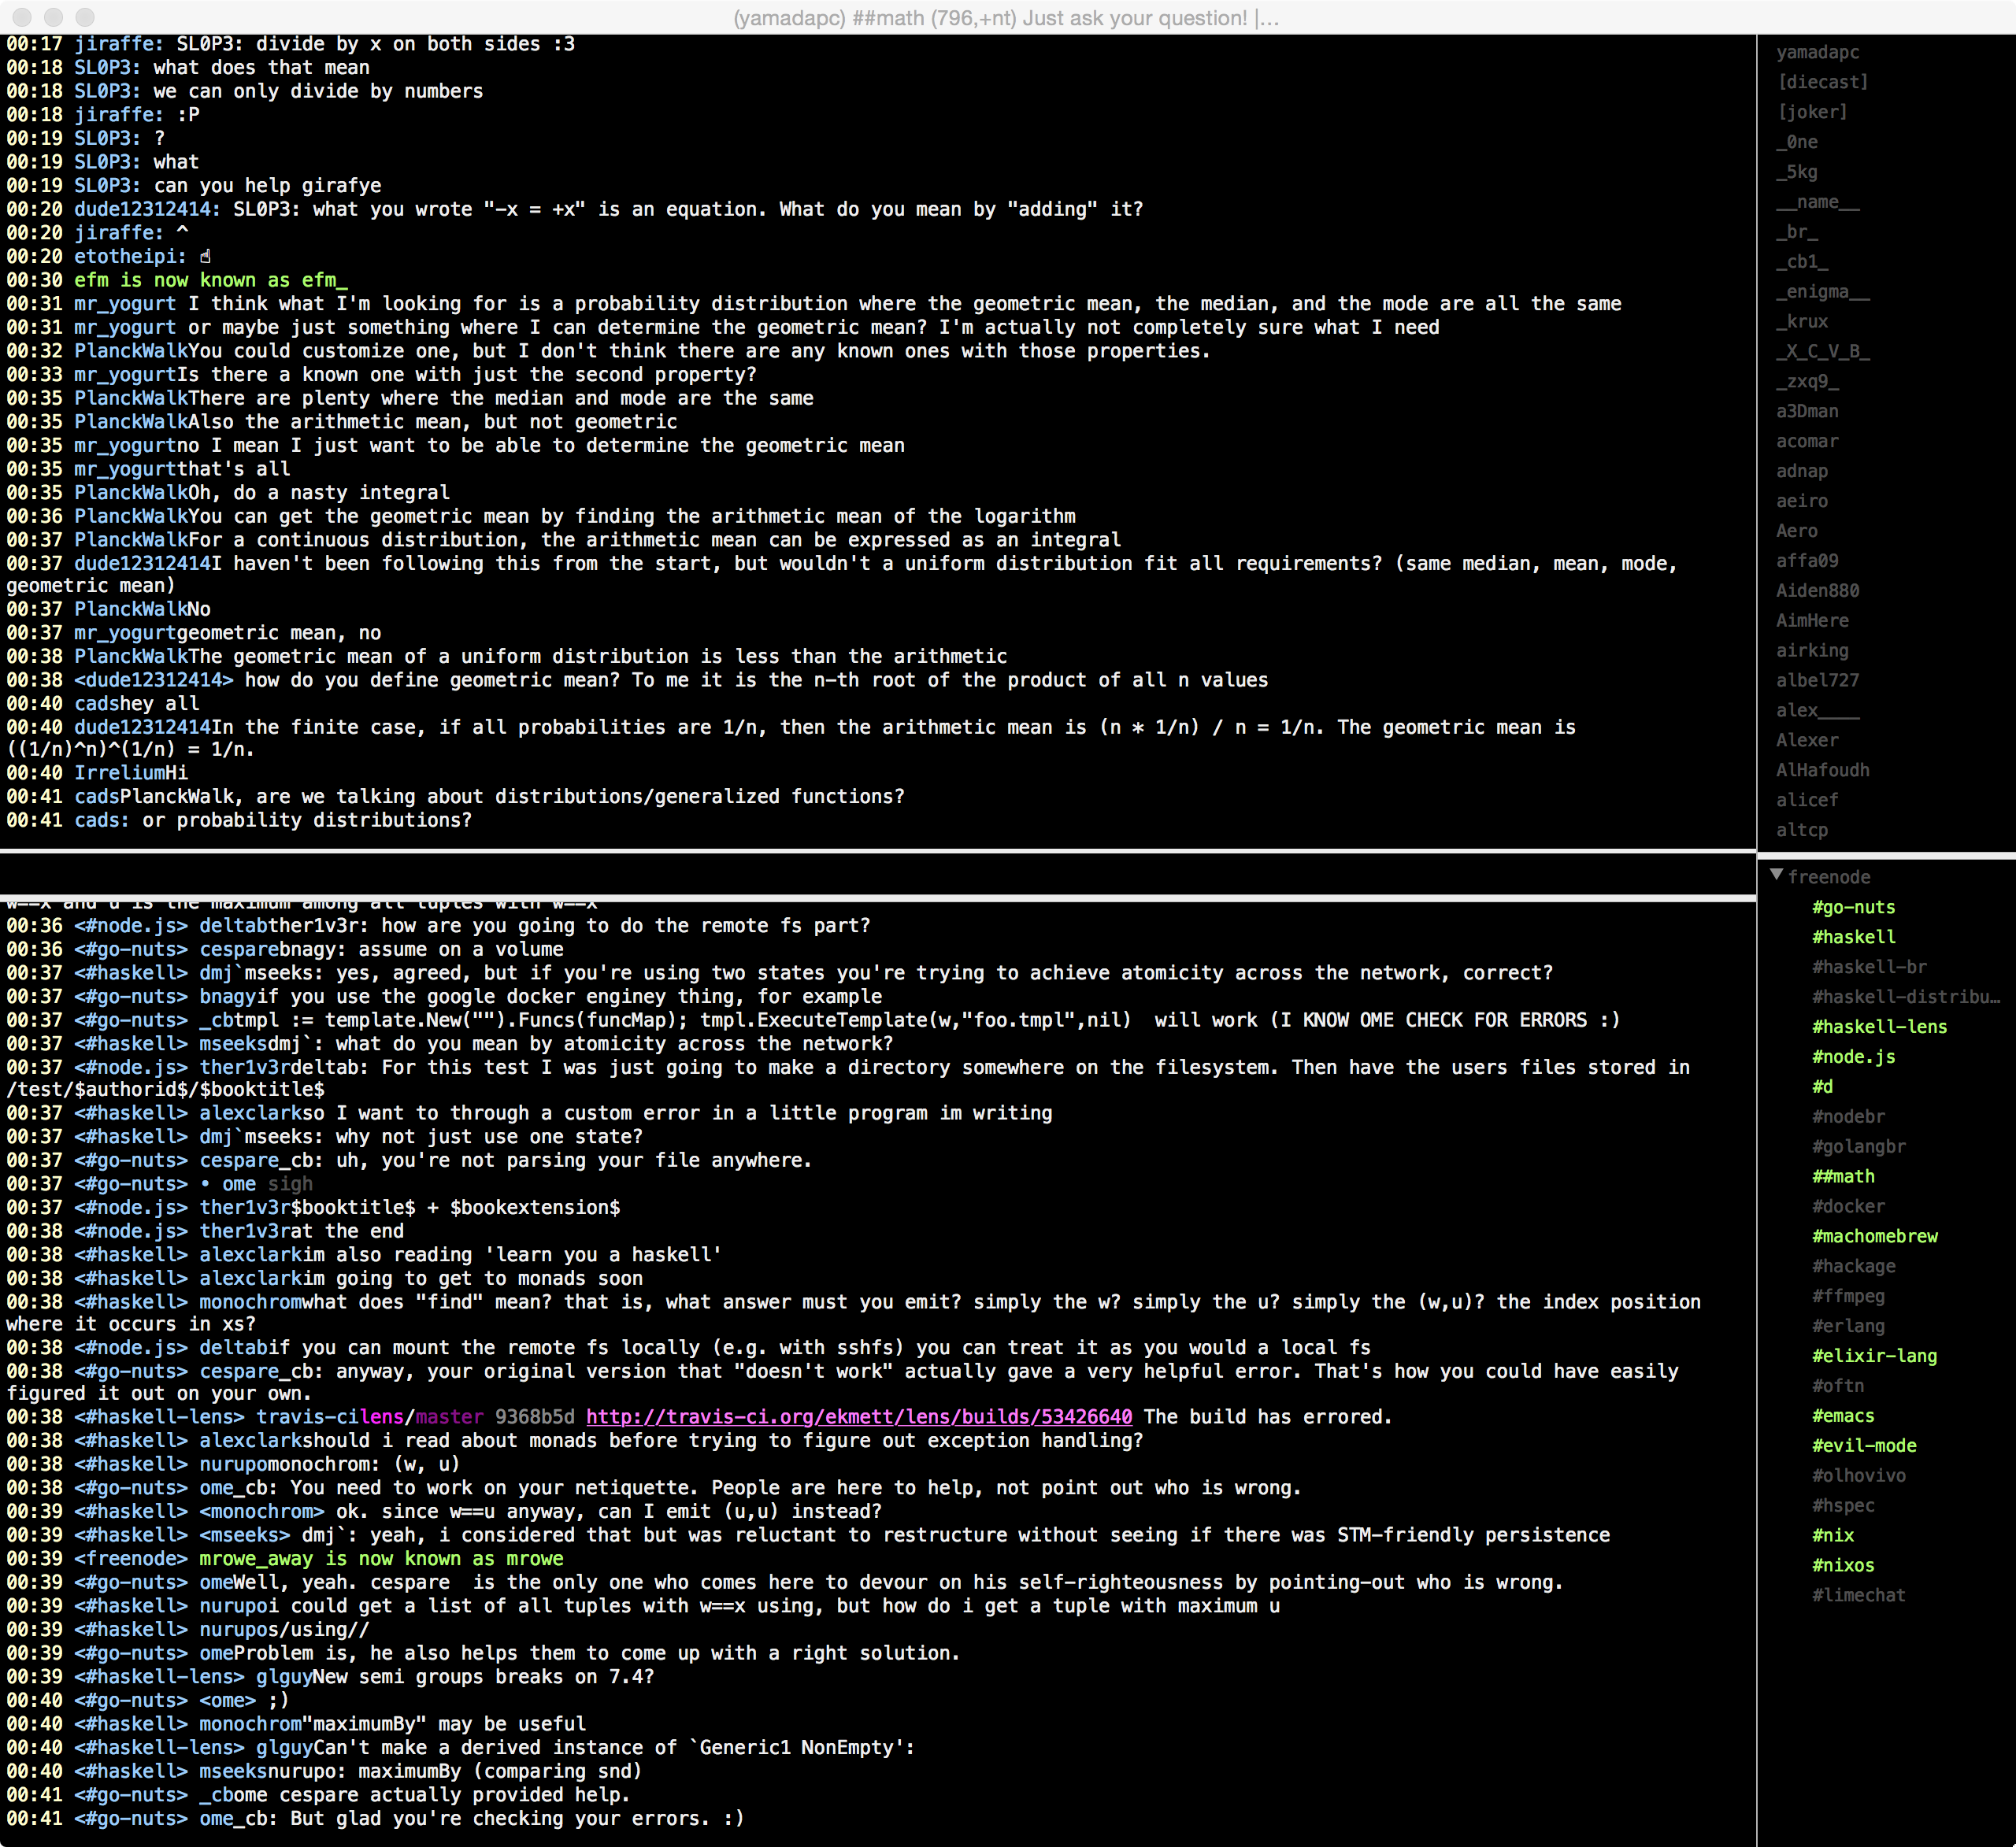 (yamadapc) ##math (796,+nt) Just ask your question! |…
00:17 jiraffe: SL0P3: divide by x on both sides :3
00:18 SL0P3: what does that mean
00:18 SL0P3: we can only divide by numbers
00:18 jiraffe: :P
00:19 SL0P3: ?
00:19 SL0P3: what
00:19 SL0P3: can you help girafye
00:20 dude12312414: SL0P3: what you wrote "-x = +x" is an equation. What do you mean by "adding" it?
00:20 jiraffe: ^
00:20 etotheipi: ☝
00:30 efm is now known as efm_
00:31 mr_yogurt I think what I'm looking for is a probability distribution where the geometric mean, the median, and the mode are all the same
00:31 mr_yogurt or maybe just something where I can determine the geometric mean? I'm actually not completely sure what I need
00:32 PlanckWalkYou could customize one, but I don't think there are any known ones with those properties.
00:33 mr_yogurtIs there a known one with just the second property?
00:35 PlanckWalkThere are plenty where the median and mode are the same
00:35 PlanckWalkAlso the arithmetic mean, but not geometric
00:35 mr_yogurtno I mean I just want to be able to determine the geometric mean
00:35 mr_yogurtthat's all
00:35 PlanckWalkOh, do a nasty integral
00:36 PlanckWalkYou can get the geometric mean by finding the arithmetic mean of the logarithm
00:37 PlanckWalkFor a continuous distribution, the arithmetic mean can be expressed as an integral
00:37 dude12312414I haven't been following this from the start, but wouldn't a uniform distribution fit all requirements? (same median, mean, mode,
geometric mean)
00:37 PlanckWalkNo
00:37 mr_yogurtgeometric mean, no
00:38 PlanckWalkThe geometric mean of a uniform distribution is less than the arithmetic
00:38 <dude12312414> how do you define geometric mean? To me it is the n-th root of the product of all n values
00:40 cadshey all
00:40 dude12312414In the finite case, if all probabilities are 1/n, then the arithmetic mean is (n * 1/n) / n = 1/n. The geometric mean is
((1/n)^n)^(1/n) = 1/n.
00:40 IrreliumHi
00:41 cadsPlanckWalk, are we talking about distributions/generalized functions?
00:41 cads: or probability distributions?
yamadapc
[diecast]
[joker]
_0ne
_5kg
__name__
_br_
_cb1_
_enigma__
_krux
_X_C_V_B_
_zxq9_
a3Dman
acomar
adnap
aeiro
Aero
affa09
Aiden880
AimHere
airking
albel727
alex____
Alexer
AlHafoudh
alicef
altcp
w==x and u is the maximum among all tuples with w==x
00:36 <#node.js> deltabther1v3r: how are you going to do the remote fs part?
00:36 <#go-nuts> cesparebnagy: assume on a volume
00:37 <#haskell> dmj`mseeks: yes, agreed, but if you're using two states you're trying to achieve atomicity across the network, correct?
00:37 <#go-nuts> bnagyif you use the google docker enginey thing, for example
00:37 <#go-nuts> _cbtmpl := template.New("").Funcs(funcMap); tmpl.ExecuteTemplate(w,"foo.tmpl",nil)  will work (I KNOW OME CHECK FOR ERRORS :)
00:37 <#haskell> mseeksdmj`: what do you mean by atomicity across the network?
00:37 <#node.js> ther1v3rdeltab: For this test I was just going to make a directory somewhere on the filesystem. Then have the users files stored in
/test/$authorid$/$booktitle$
00:37 <#haskell> alexclarkso I want to through a custom error in a little program im writing
00:37 <#haskell> dmj`mseeks: why not just use one state?
00:37 <#go-nuts> cespare_cb: uh, you're not parsing your file anywhere.
00:37 <#go-nuts> • ome sigh
00:37 <#node.js> ther1v3r$booktitle$ + $bookextension$
00:38 <#node.js> ther1v3rat the end
00:38 <#haskell> alexclarkim also reading 'learn you a haskell'
00:38 <#haskell> alexclarkim going to get to monads soon
00:38 <#haskell> monochromwhat does "find" mean? that is, what answer must you emit? simply the w? simply the u? simply the (w,u)? the index position
where it occurs in xs?
00:38 <#node.js> deltabif you can mount the remote fs locally (e.g. with sshfs) you can treat it as you would a local fs
00:38 <#go-nuts> cespare_cb: anyway, your original version that "doesn't work" actually gave a very helpful error. That's how you could have easily
figured it out on your own.
00:38 <#haskell-lens> travis-cilens/master 9368b5d http://travis-ci.org/ekmett/lens/builds/53426640 The build has errored.
00:38 <#haskell> alexclarkshould i read about monads before trying to figure out exception handling?
00:38 <#haskell> nurupomonochrom: (w, u)
00:38 <#go-nuts> ome_cb: You need to work on your netiquette. People are here to help, not point out who is wrong.
00:39 <#haskell> <monochrom> ok. since w==u anyway, can I emit (u,u) instead?
00:39 <#haskell> <mseeks> dmj`: yeah, i considered that but was reluctant to restructure without seeing if there was STM-friendly persistence
00:39 <freenode> mrowe_away is now known as mrowe
00:39 <#go-nuts> omeWell, yeah. cespare  is the only one who comes here to devour on his self-righteousness by pointing-out who is wrong.
00:39 <#haskell> nurupoi could get a list of all tuples with w==x using, but how do i get a tuple with maximum u
00:39 <#haskell> nurupos/using//
00:39 <#go-nuts> omeProblem is, he also helps them to come up with a right solution.
00:39 <#haskell-lens> glguyNew semi groups breaks on 7.4?
00:40 <#go-nuts> <ome> ;)
00:40 <#haskell> monochrom"maximumBy" may be useful
00:40 <#haskell-lens> glguyCan't make a derived instance of `Generic1 NonEmpty':
00:40 <#haskell> mseeksnurupo: maximumBy (comparing snd)
00:41 <#go-nuts> _cbome cespare actually provided help.
00:41 <#go-nuts> ome_cb: But glad you're checking your errors. :)
freenode
#go-nuts
#haskell
#haskell-br
#haskell-distribu…
#haskell-lens
#node.js
#d
#nodebr
#golangbr
##math
#docker
#machomebrew
#hackage
#ffmpeg
#erlang
#elixir-lang
#oftn
#emacs
#evil-mode
#olhovivo
#hspec
#nix
#nixos
#limechat